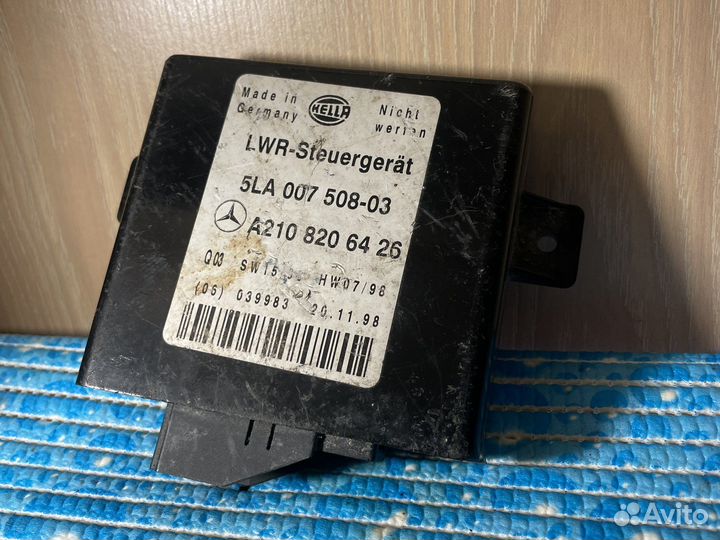 Made in
Germany
HELLA
Nicht
werfen
LWR-Steuergerät
5LA 007 508-03
A210 820 64 26
Q03 HW07/98
(06) 039983 20.11.98
Avito